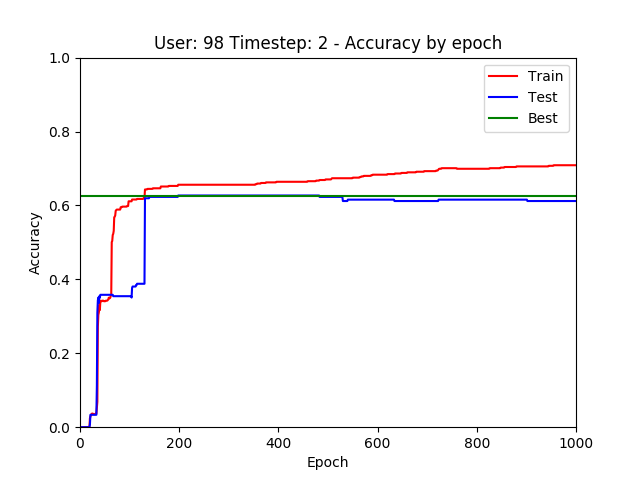 User: 98 Timestep: 2 - Accuracy by epoch
1.0
0.8
0.6
0.4
0.2
0.0
Accuracy
Train
Test
Best
0 200 400 600 800 1000
Epoch